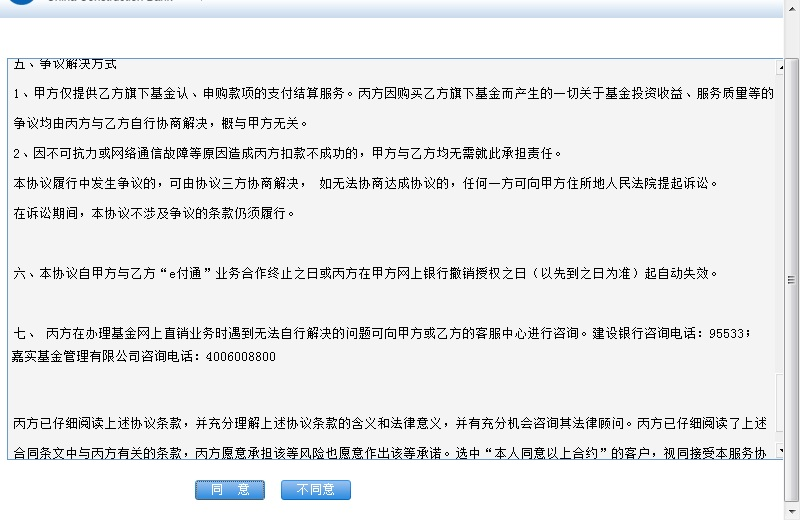 China Construction Bank
五、争议解决方式
1、甲方仅提供乙方旗下基金认、申购款项的支付结算服务。丙方因购买乙方旗下基金而产生的一切关于基金投资收益、服务质量等的
争议均由丙方与乙方自行协商解决，概与甲方无关。
2、因不可抗力或网络通信故障等原因造成丙方扣款不成功的，甲方与乙方均无需就此承担责任。
本协议履行中发生争议的，可由协议三方协商解决， 如无法协商达成协议的，任何一方可向甲方住所地人民法院提起诉讼。
在诉讼期间，本协议不涉及争议的条款仍须履行。
六、本协议自甲方与乙方“e付通”业务合作终止之日或丙方在甲方网上银行撤销授权之日（以先到之日为准）起自动失效。
七、 丙方在办理基金网上直销业务时遇到无法自行解决的问题可向甲方或乙方的客服中心进行咨询。建设银行咨询电话：95533；
嘉实基金管理有限公司咨询电话：4006008800
丙方已仔细阅读上述协议条款，并充分理解上述协议条款的含义和法律意义，并有充分机会咨询其法律顾问。丙方已仔细阅读了上述
合同条文中与丙方有关的条款，丙方愿意承担该等风险也愿意作出该等承诺。选中“本人同意以上合约”的客户，视同接受本服务协
同 意 不同意